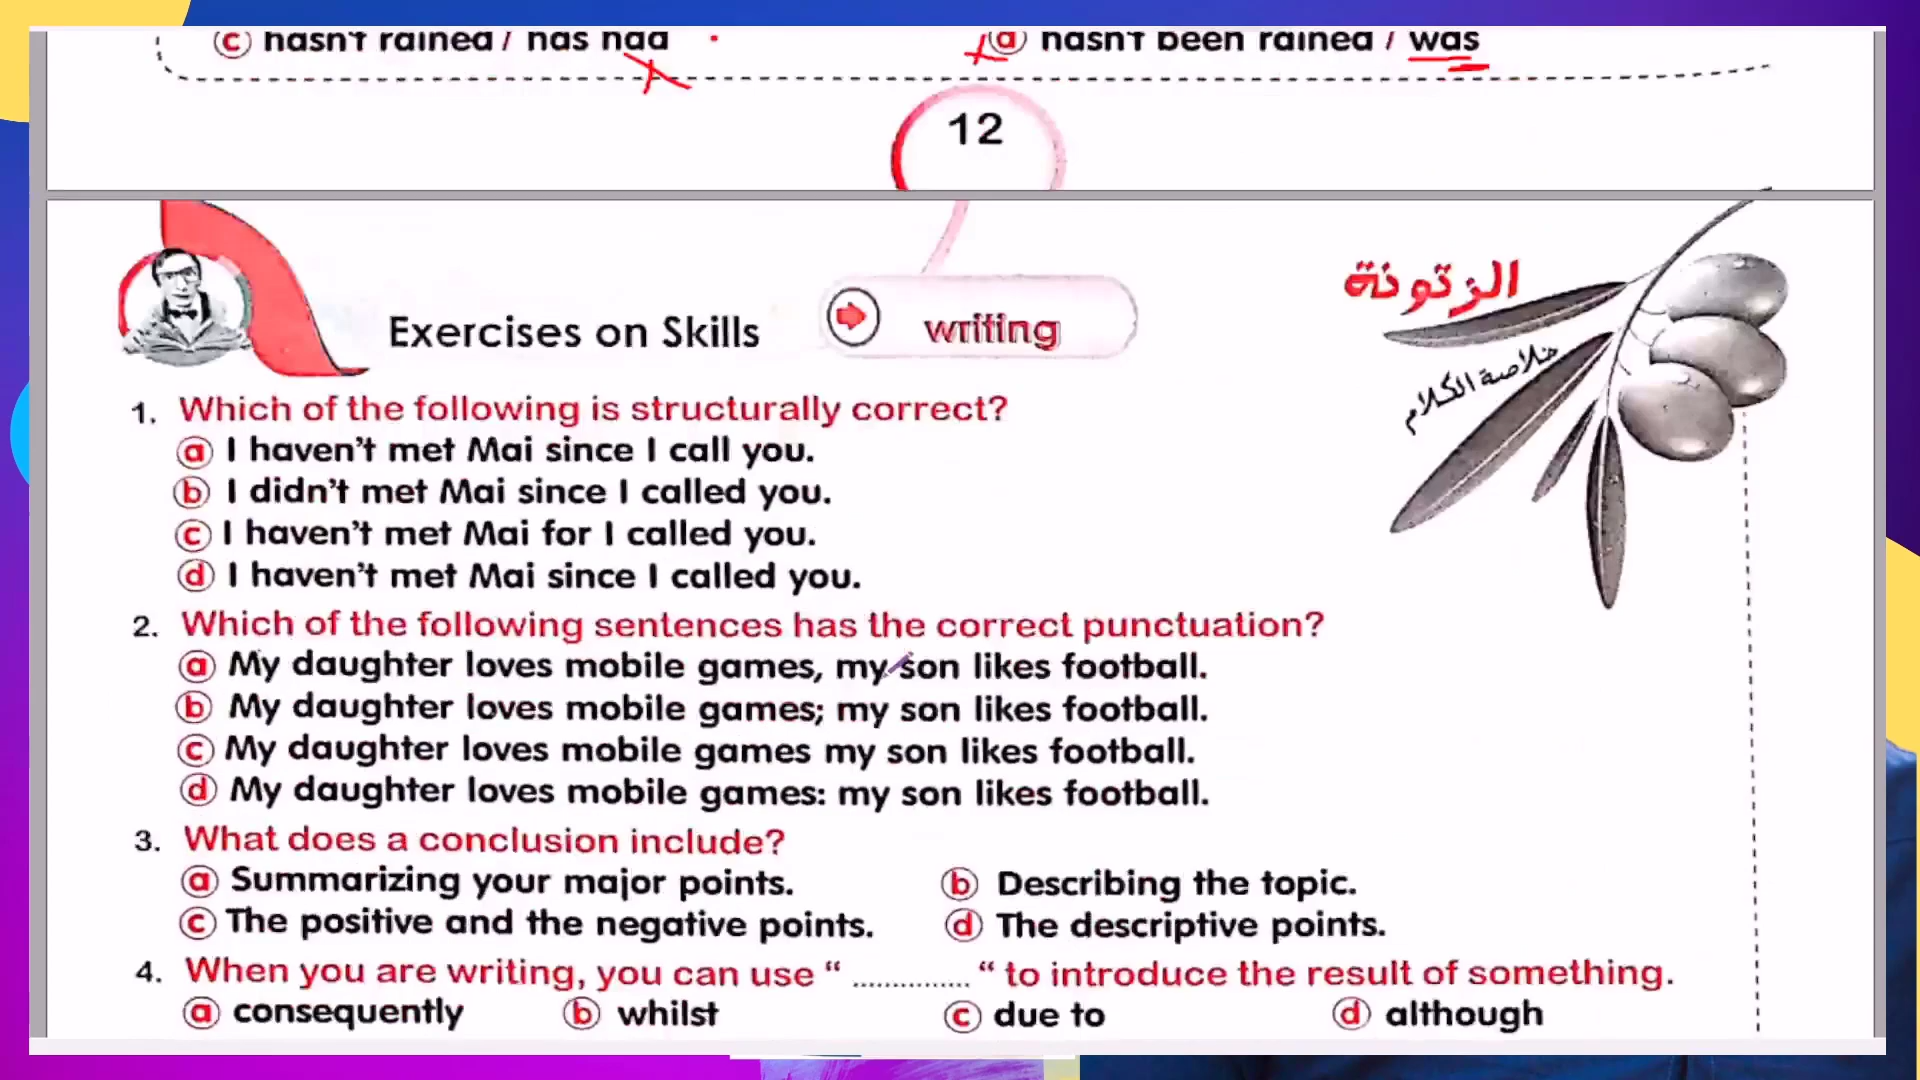 c hasn't rained / has had
d hasn't been rained / was
12
Exercises on Skills
writing
الزتونة
خلاصة الكلام
1. Which of the following is structurally correct?
a I haven't met Mai since I call you.
b I didn't met Mai since I called you.
c I haven't met Mai for I called you.
d I haven't met Mai since I called you.
2. Which of the following sentences has the correct punctuation?
a My daughter loves mobile games, my son likes football.
b My daughter loves mobile games; my son likes football.
c My daughter loves mobile games my son likes football.
d My daughter loves mobile games: my son likes football.
3. What does a conclusion include?
a Summarizing your major points.
b Describing the topic.
c The positive and the negative points.
d The descriptive points.
4. When you are writing, you can use “ ............... “ to introduce the result of something.
a consequently
b whilst
c due to
d although